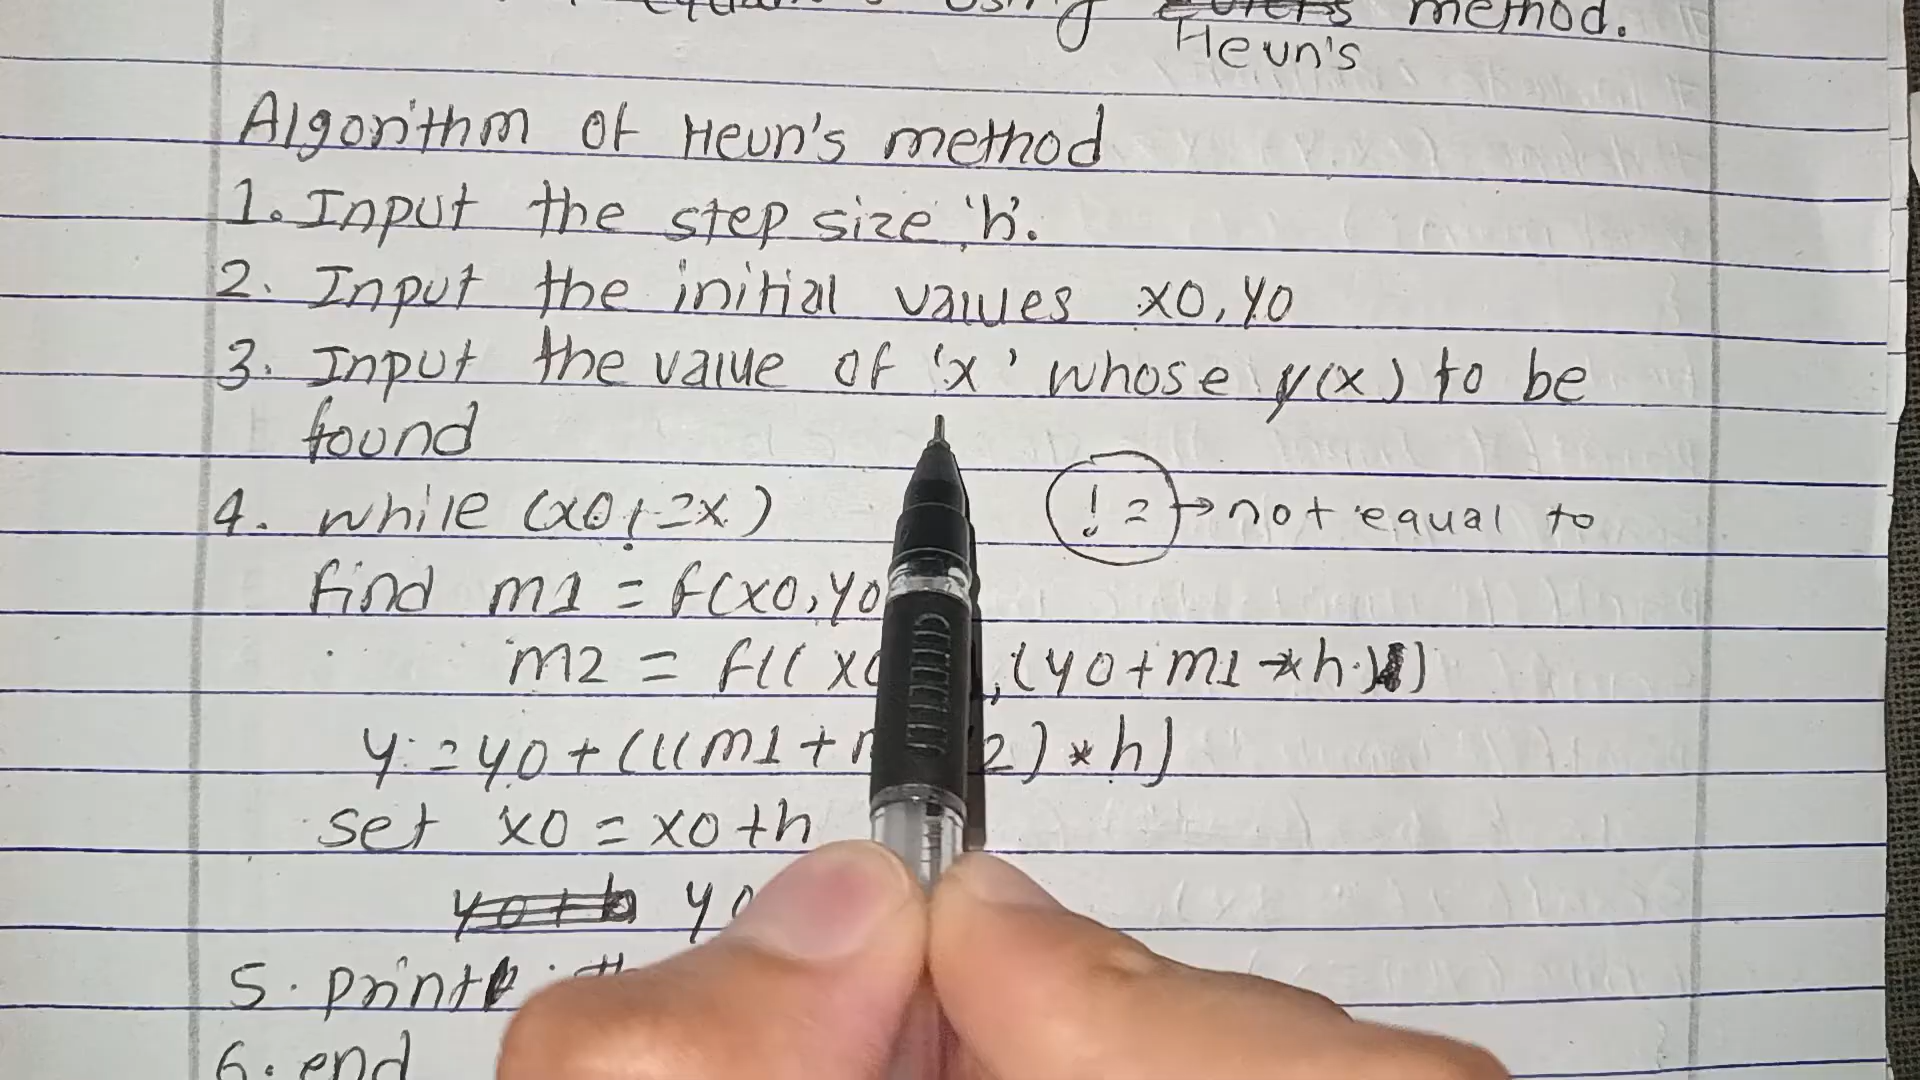 using method.
Heun's
Algorithm of Heun's method
1. Input the step size 'h'.
2. Input the initial values x0, y0
3. Input the value of 'x' whose y(x) to be
found
4. while (x0!=x) != → not equal to
find m1 = f(x0,y0
m2 = f((x0 ,(y0+m1*h))
y = y0+(((m1+ 2)*h)
set x0 = x0+h
y0
5. print
6. end